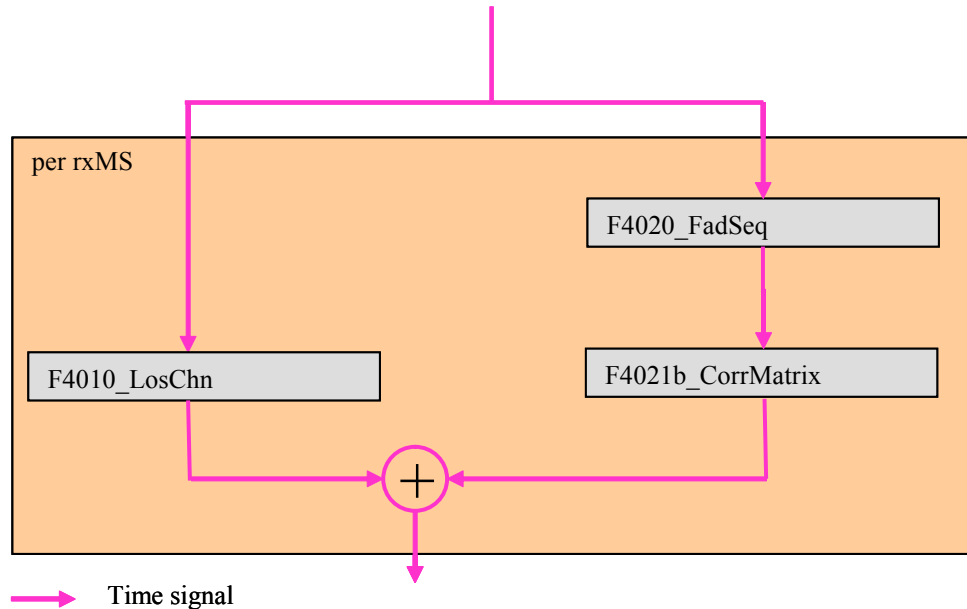 per rxMS
F4020_FadSeq
F4010_LosChn
F4021b_CorrMatrix
+
Time signal